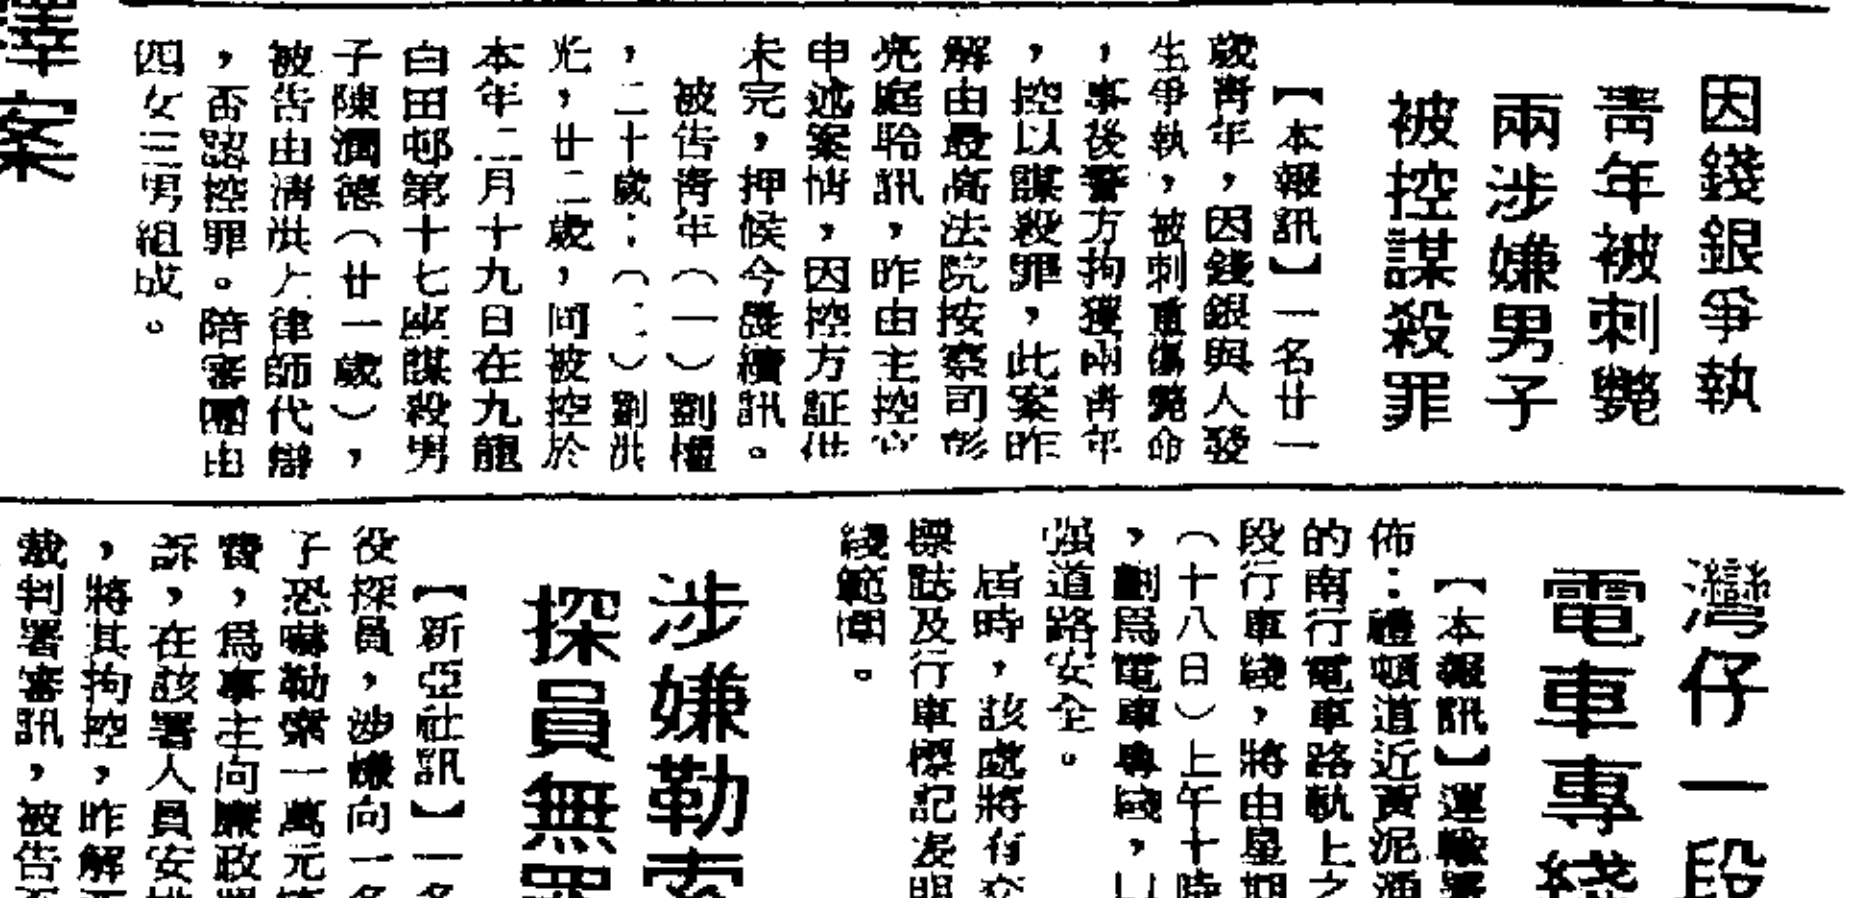 因錢銀爭執
靑年被刺斃
兩涉嫌男子
被控謀殺罪
【本報訊】一名廿一
歲靑年，因錢銀與人發
生爭執，被刺重傷斃命
，事後警方拘獲兩靑年
，控以謀殺罪，此案昨
解由最高法院按察司彭
亮庭聆訊，昨由主控官
申述案情，因控方証供
未完，押候今晨續訊。
被告靑年（一）劉權
，二十歲；（二）劉洪
光，廿二歲，同被控於
本年二月十九日在九龍
白田邨第十七座謀殺男
子陳潤德（廿一歲），
被告由淸洪大律師代辯
，否認控罪。陪審團由
四女三男組成。
澤案
灣仔一段
電車專綫
【本報訊】運輸署
佈：禮頓道近黃泥涌
的南行電車路軌上之
段行車綫，將由星期
（十八日）上午十時
，劃爲電車專綫，以
强道路安全。
屆時，該處將有交
標誌及行車標記表明
綫範圍。
涉嫌勒索
探員無罪
【新亞社訊】一名
役探員，涉嫌向一名
子恐嚇勒索一萬元
費，爲事主向廉政署
訴，在該署人員安排
，將其拘控，昨解
裁判署審訊，被告